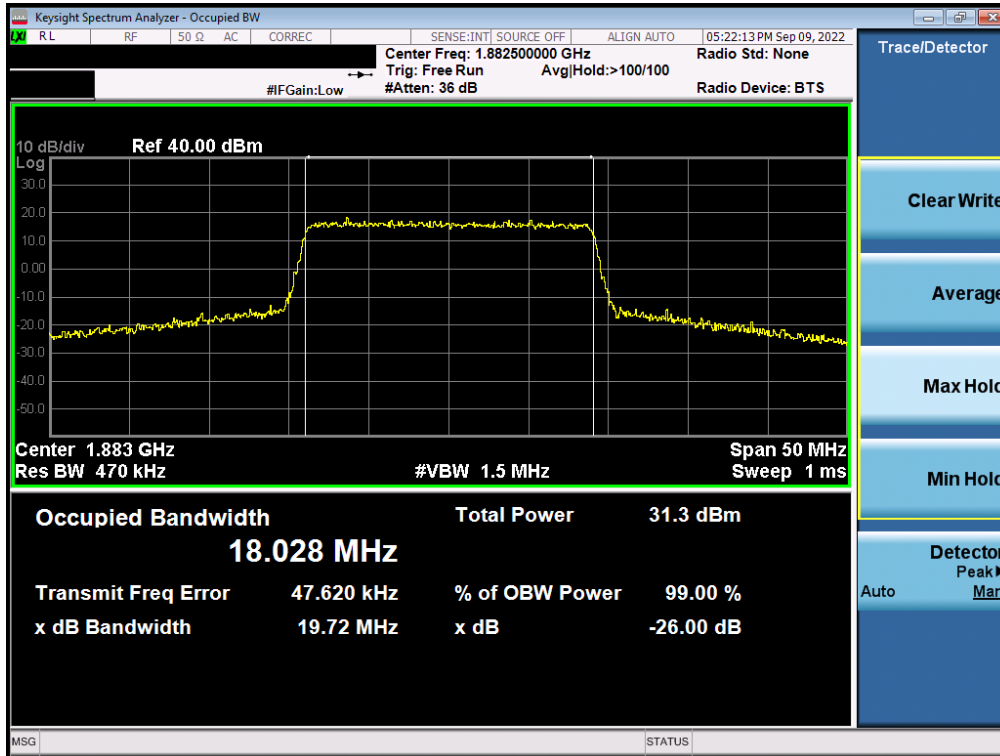 Keysight Spectrum Analyzer - Occupied BW
LXI RL RF 50 Ω AC CORREC SENSE:INT SOURCE OFF ALIGN AUTO 05:22:13 PM Sep 09, 2022
Center Freq: 1.882500000 GHz Radio Std: None
Trig: Free Run Avg|Hold:>100/100
#IFGain:Low #Atten: 36 dB Radio Device: BTS
Trace/Detector
10 dB/div Ref 40.00 dBm
Log
30.0
20.0
10.0
0.00
-10.0
-20.0
-30.0
-40.0
-50.0
Center 1.883 GHz Span 50 MHz
Res BW 470 kHz #VBW 1.5 MHz Sweep 1 ms
Occupied Bandwidth Total Power 31.3 dBm
18.028 MHz
Transmit Freq Error 47.620 kHz % of OBW Power 99.00 %
x dB Bandwidth 19.72 MHz x dB -26.00 dB
Clear Write
Average
Max Hold
Min Hold
Detector
Peak
Auto Man
MSG STATUS